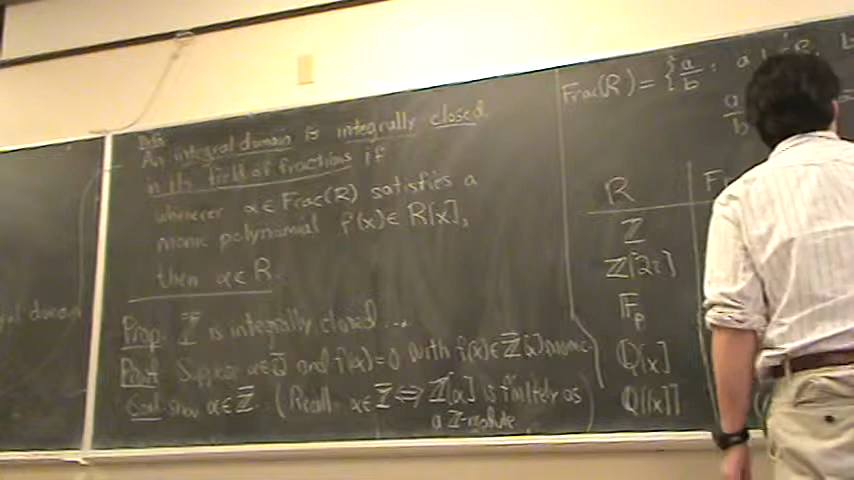 Defn
An integral domain is integrally closed
in its field of fractions if
whenever α ∈ Frac(R) satisfies a
monic polynomial f(x) ∈ R[x],
then α ∈ R.
Prop. Z̄ is integrally closed...
Proof Suppose α ∈ Q̄ and f(α)=0 with f(x) ∈ Z̄[x] monic
Goal: show α ∈ Z̄. (Recall α ∈ Z̄ ⟺ Z[α] is finitely as
a Z-module
domain
Frac(R) = { a/b : a
a/b
R
Z
Z[2i]
F_p
Q[x]
Q[[x]]